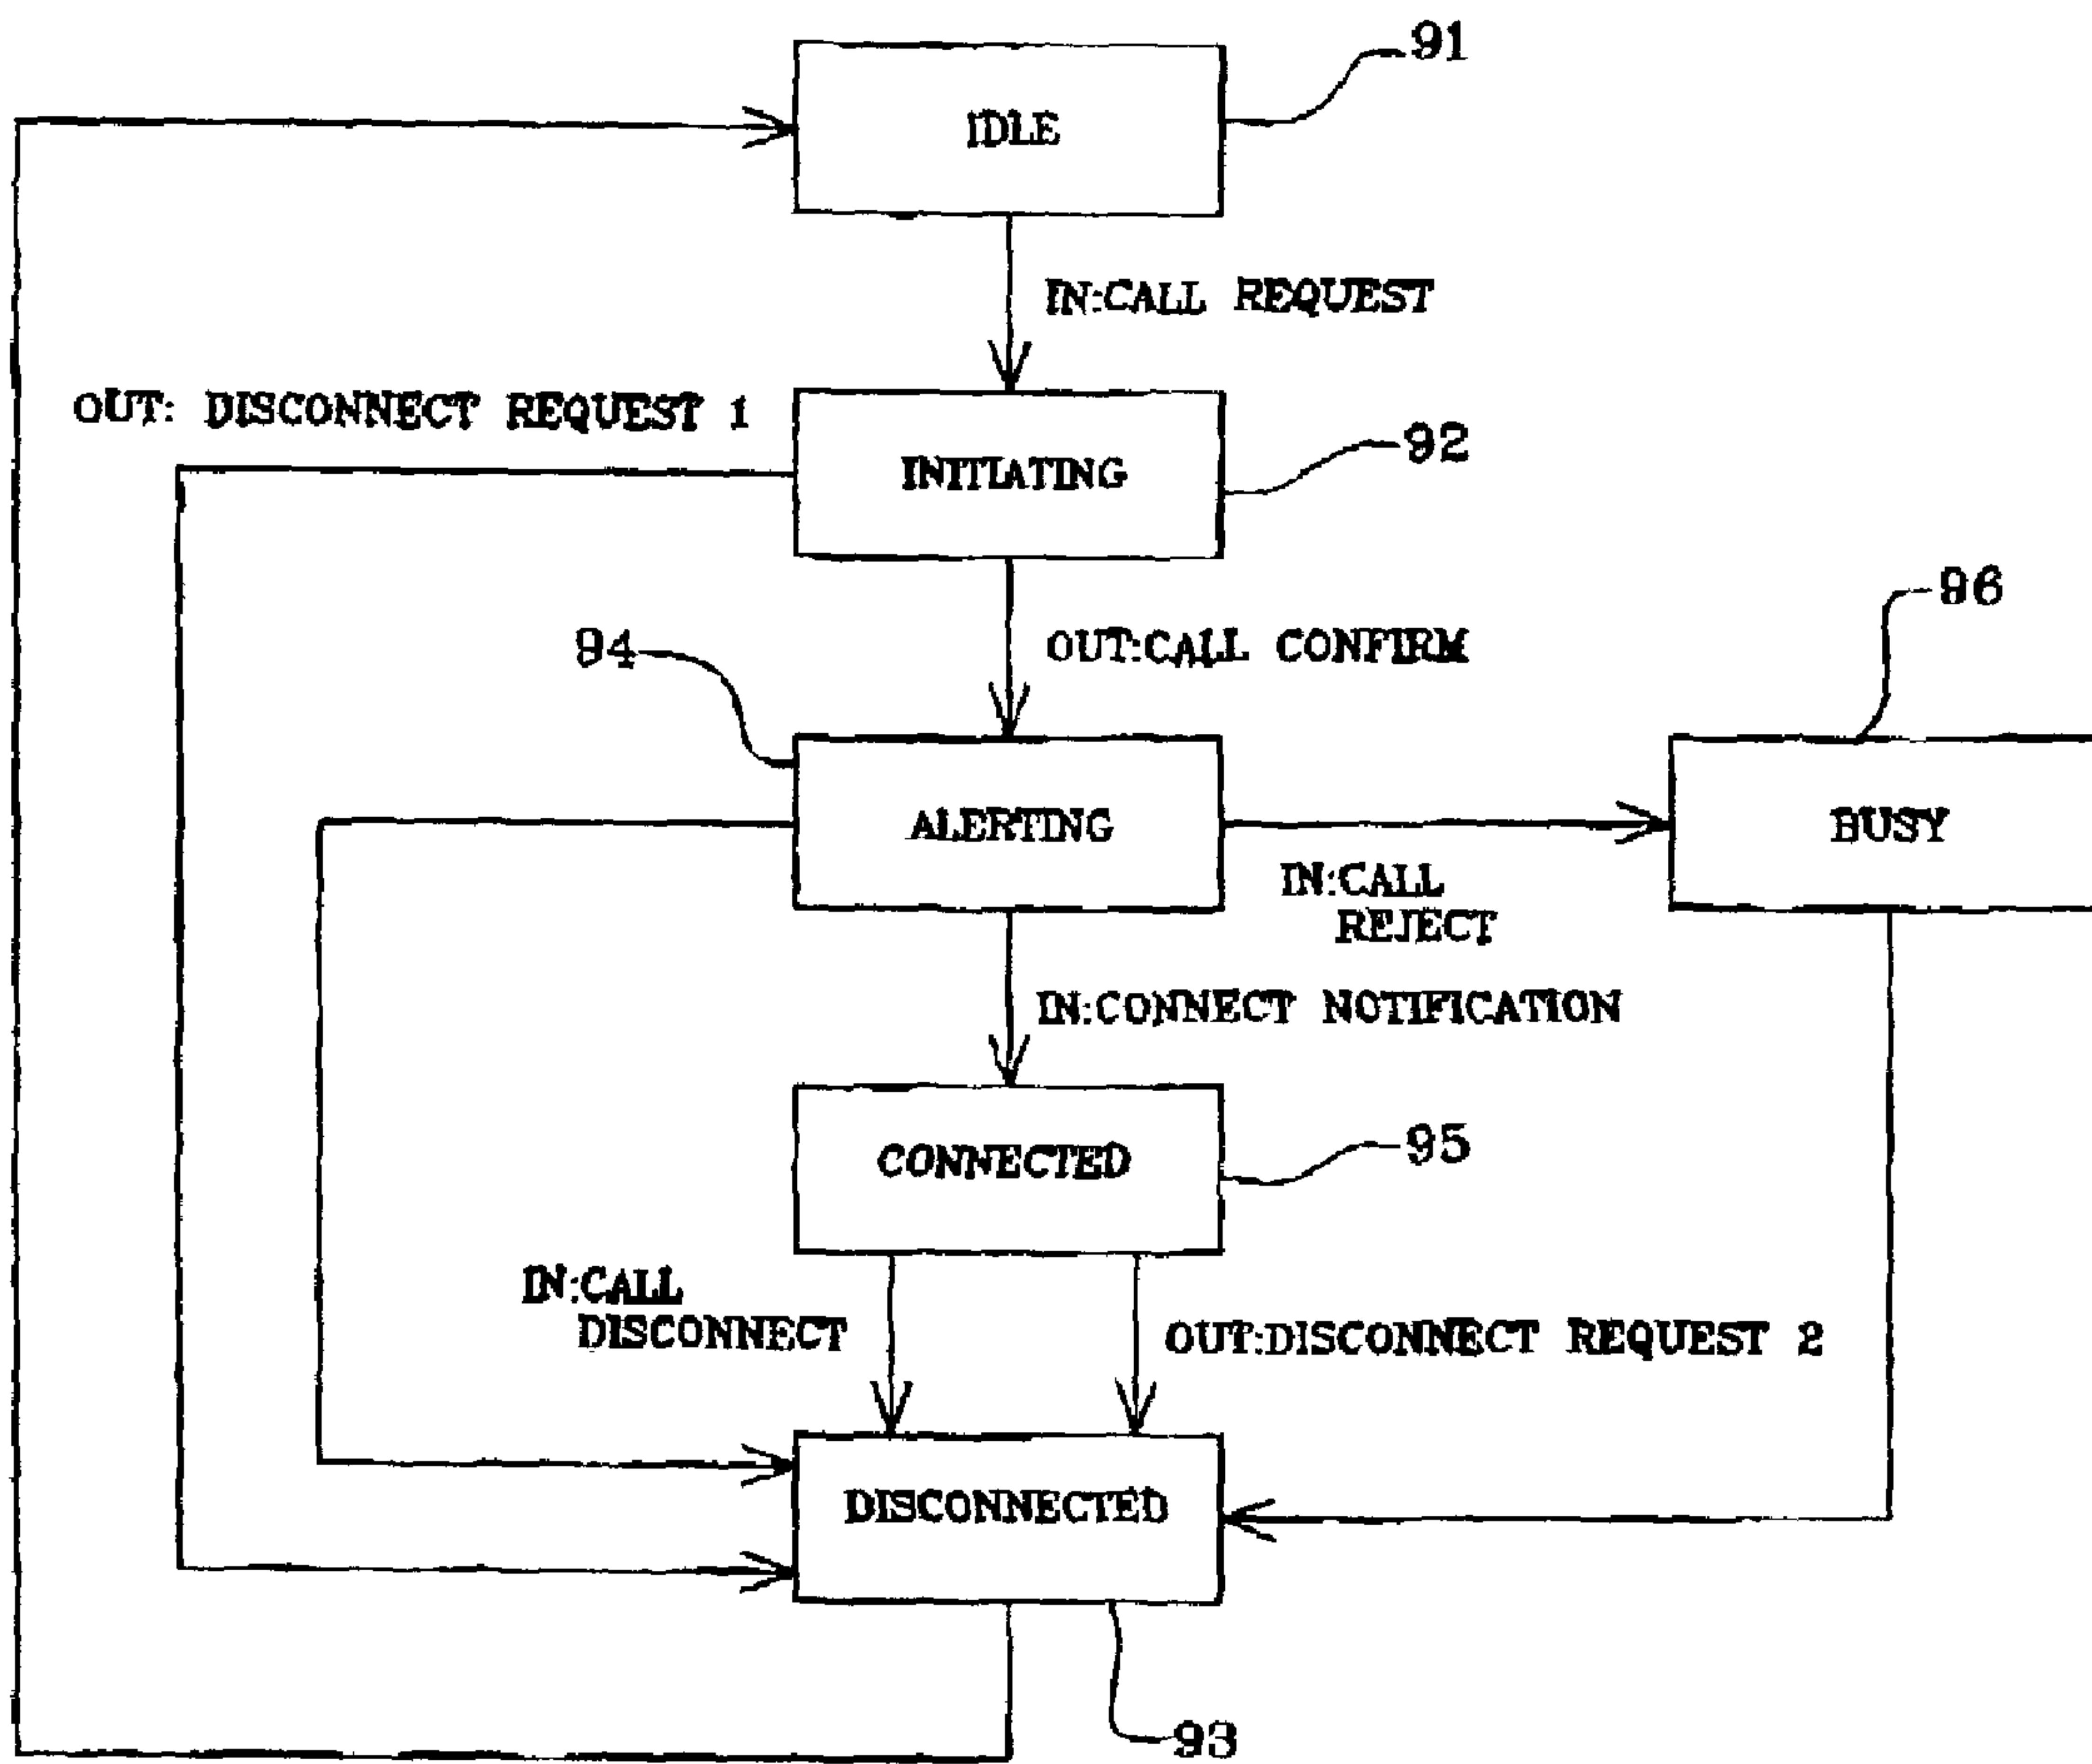 91
IDLE
IN:CALL REQUEST
OUT: DISCONNECT REQUEST 1
92
INITIATING
96
94
OUT:CALL CONFIRM
ALERTING
BUSY
IN:CALL
REJECT
IN:CONNECT NOTIFICATION
95
CONNECTED
IN:CALL
DISCONNECT
OUT:DISCONNECT REQUEST 2
DISCONNECTED
93